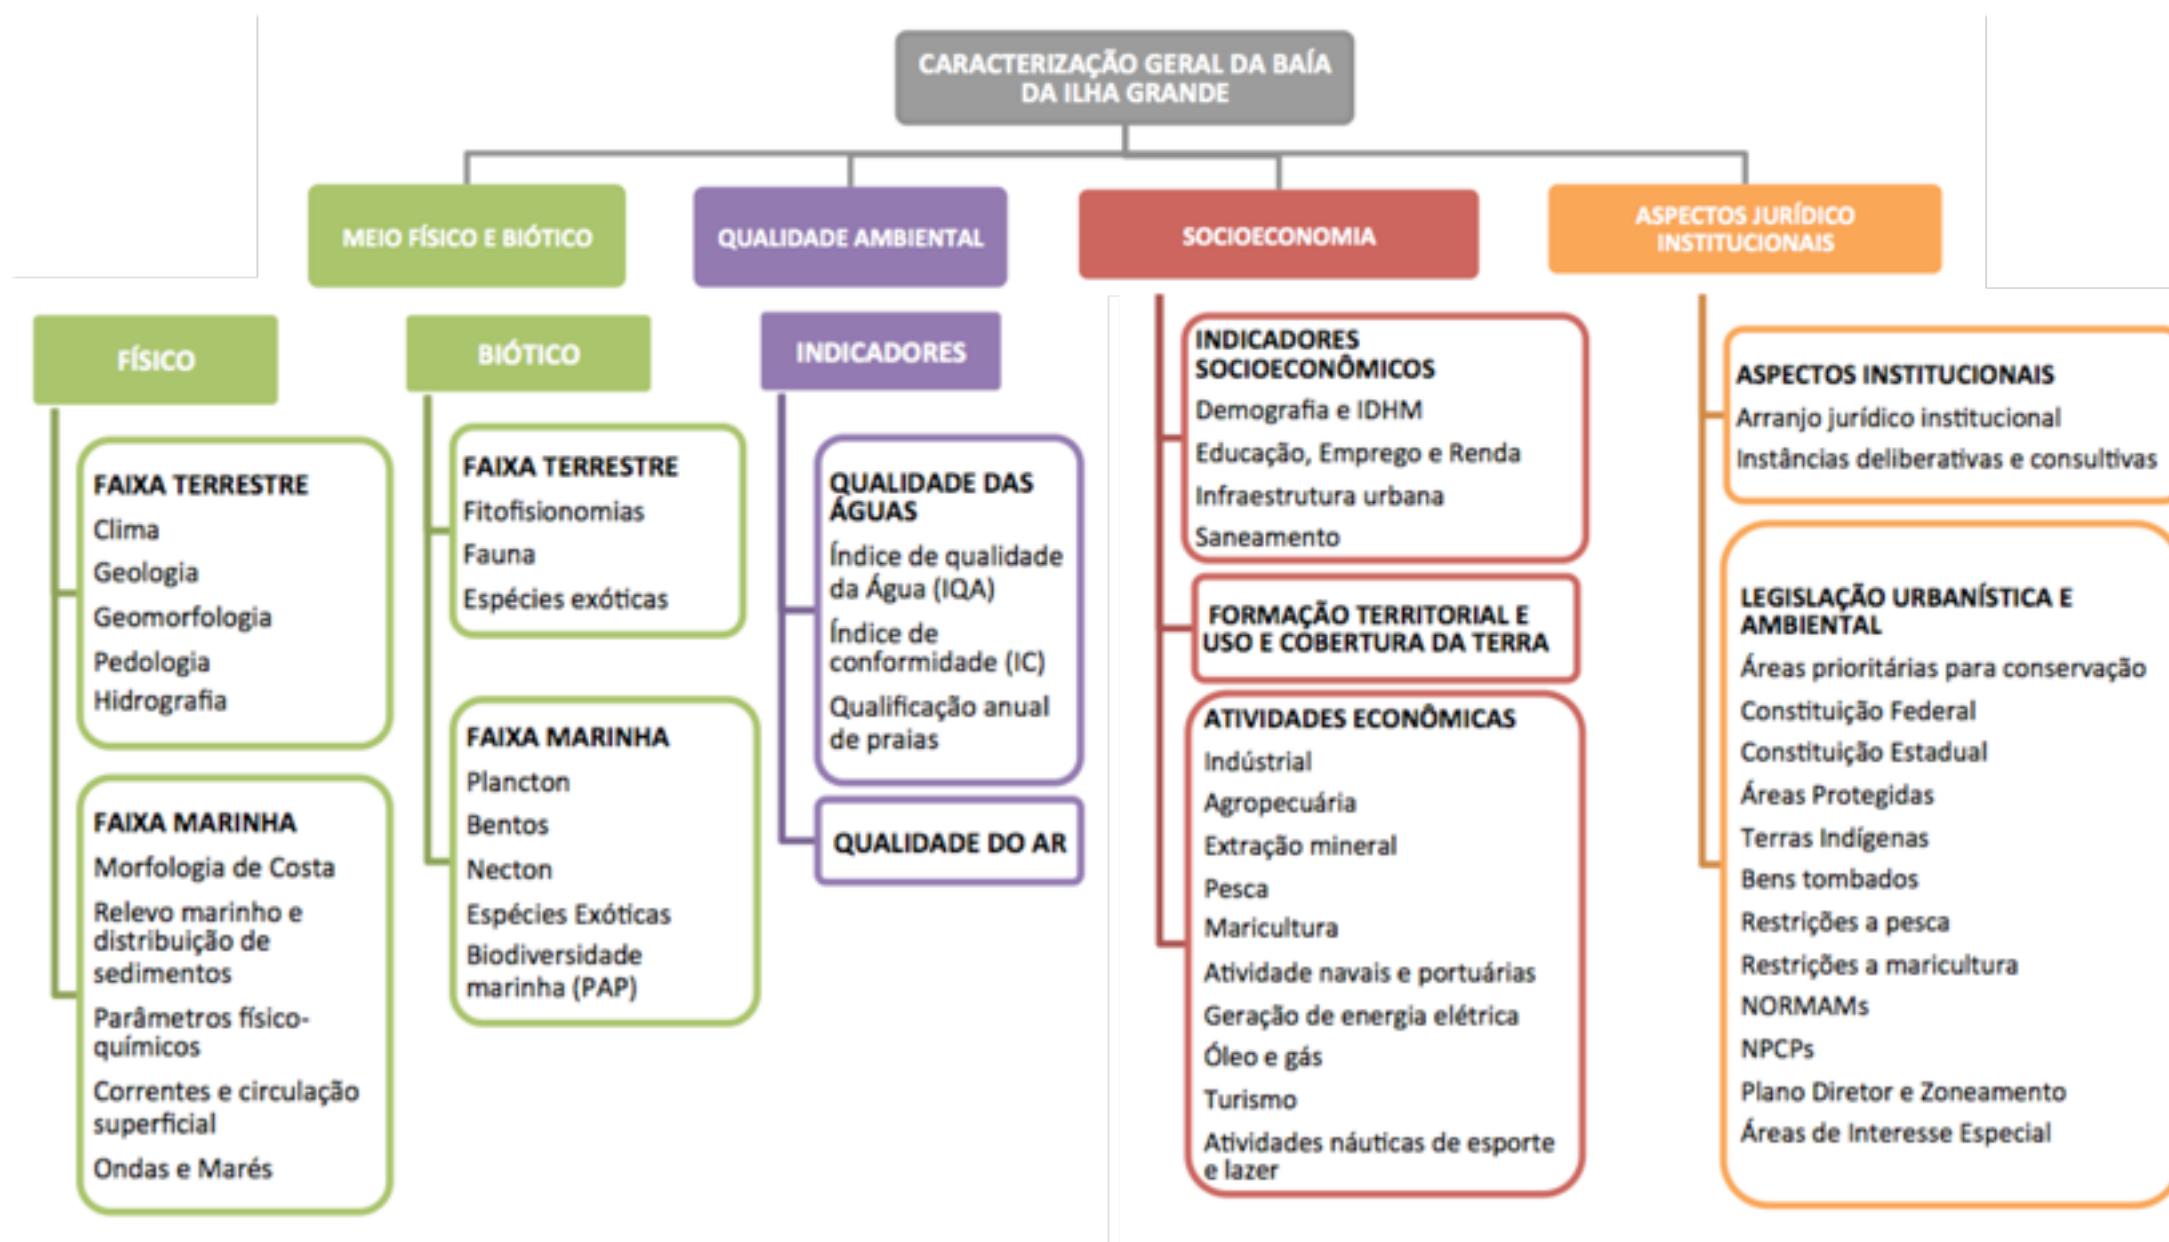 CARACTERIZAÇÃO GERAL DA BAÍA
DA ILHA GRANDE
MEIO FÍSICO E BIÓTICO
QUALIDADE AMBIENTAL
SOCIOECONOMIA
ASPECTOS JURÍDICO
INSTITUCIONAIS
FÍSICO
FAIXA TERRESTRE
Clima
Geologia
Geomorfologia
Pedologia
Hidrografia
FAIXA MARINHA
Morfologia de Costa
Relevo marinho e
distribuição de
sedimentos
Parâmetros físico-
químicos
Correntes e circulação
superficial
Ondas e Marés
BIÓTICO
FAIXA TERRESTRE
Fitofisionomias
Fauna
Espécies exóticas
FAIXA MARINHA
Plancton
Bentos
Necton
Espécies Exóticas
Biodiversidade
marinha (PAP)
INDICADORES
QUALIDADE DAS
ÁGUAS
Índice de qualidade
da Água (IQA)
Índice de
conformidade (IC)
Qualificação anual
de praias
QUALIDADE DO AR
INDICADORES
SOCIOECONÔMICOS
Demografia e IDHM
Educação, Emprego e Renda
Infraestrutura urbana
Saneamento
FORMAÇÃO TERRITORIAL E
USO E COBERTURA DA TERRA
ATIVIDADES ECONÔMICAS
Indústrial
Agropecuária
Extração mineral
Pesca
Maricultura
Atividade navais e portuárias
Geração de energia elétrica
Óleo e gás
Turismo
Atividades náuticas de esporte
e lazer
ASPECTOS INSTITUCIONAIS
Arranjo jurídico institucional
Instâncias deliberativas e consultivas
LEGISLAÇÃO URBANÍSTICA E
AMBIENTAL
Áreas prioritárias para conservação
Constituição Federal
Constituição Estadual
Áreas Protegidas
Terras Indígenas
Bens tombados
Restrições a pesca
Restrições a maricultura
NORMAMs
NPCPs
Plano Diretor e Zoneamento
Áreas de Interesse Especial